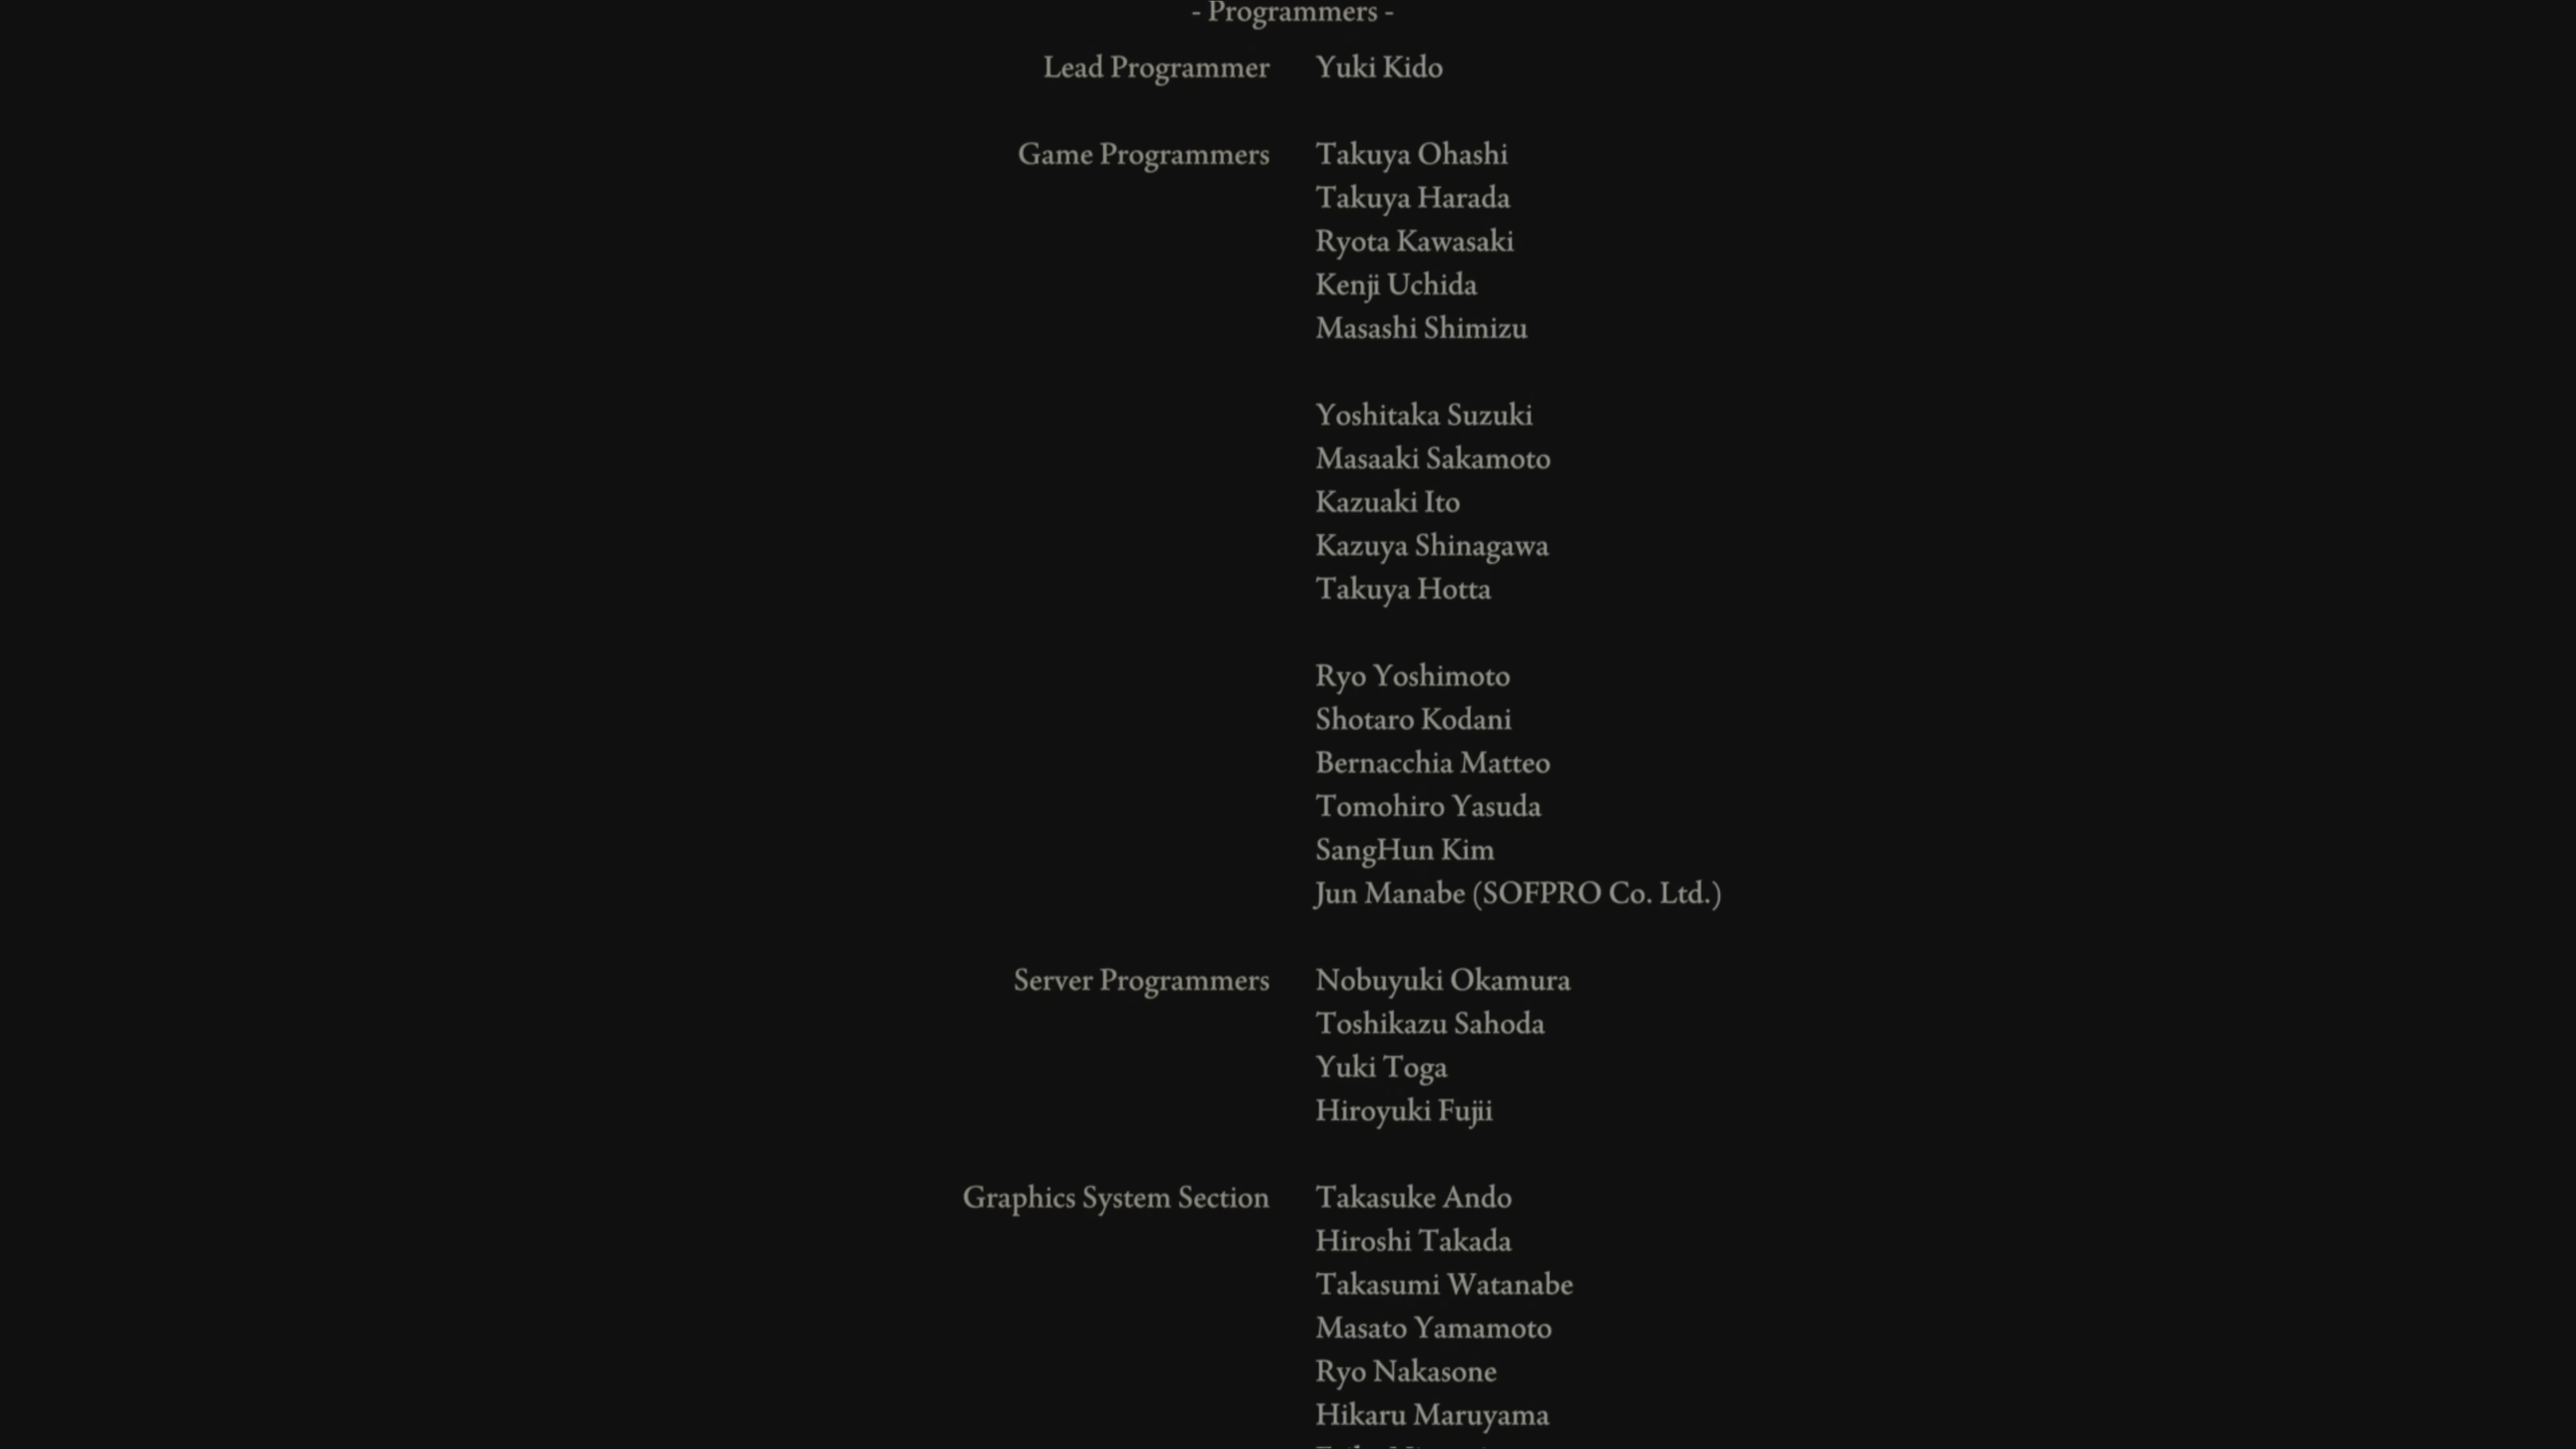 - Programmers -
Lead Programmer Yuki Kido
Game Programmers Takuya Ohashi
Takuya Harada
Ryota Kawasaki
Kenji Uchida
Masashi Shimizu
Yoshitaka Suzuki
Masaaki Sakamoto
Kazuaki Ito
Kazuya Shinagawa
Takuya Hotta
Ryo Yoshimoto
Shotaro Kodani
Bernacchia Matteo
Tomohiro Yasuda
SangHun Kim
Jun Manabe (SOFPRO Co. Ltd.)
Server Programmers Nobuyuki Okamura
Toshikazu Sahoda
Yuki Toga
Hiroyuki Fujii
Graphics System Section Takasuke Ando
Hiroshi Takada
Takasumi Watanabe
Masato Yamamoto
Ryo Nakasone
Hikaru Maruyama